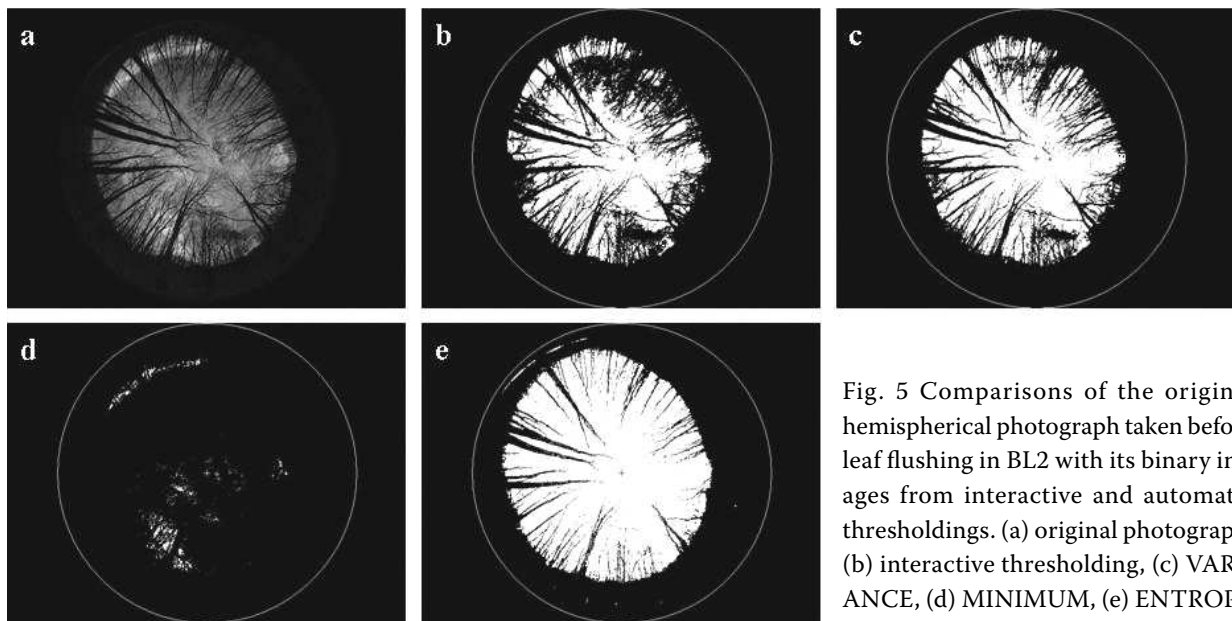 a
b
c
d
e
Fig. 5 Comparisons of the origin
hemispherical photograph taken befo
leaf flushing in BL2 with its binary in
ages from interactive and automat
thresholdings. (a) original photograp
(b) interactive thresholding, (c) VAR
ANCE, (d) MINIMUM, (e) ENTROP